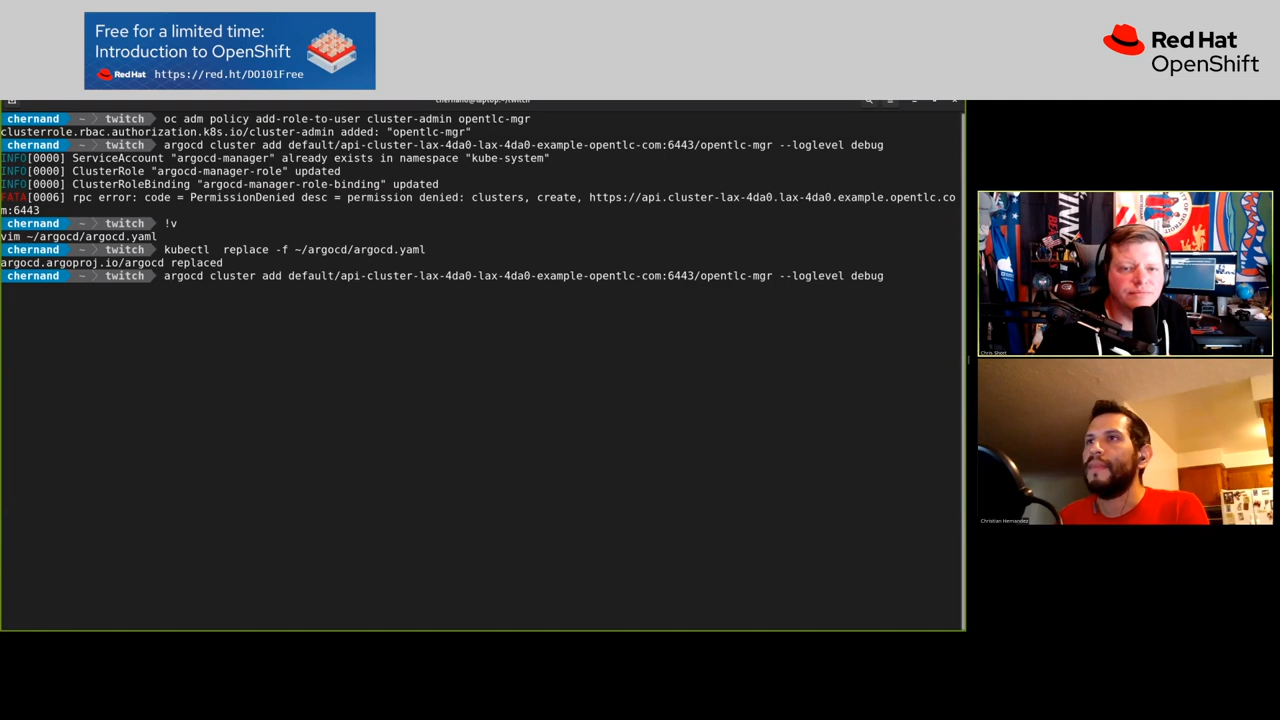 Free for a limited time:
Introduction to OpenShift
Red Hat https://red.ht/DO101Free
Red Hat
OpenShift
chernand@laptop:~/twitch
chernand ~ twitch oc adm policy add-role-to-user cluster-admin opentlc-mgr
clusterrole.rbac.authorization.k8s.io/cluster-admin added: "opentlc-mgr"
chernand ~ twitch argocd cluster add default/api-cluster-lax-4da0-lax-4da0-example-opentlc-com:6443/opentlc-mgr --loglevel debug
INFO[0000] ServiceAccount "argocd-manager" already exists in namespace "kube-system"
INFO[0000] ClusterRole "argocd-manager-role" updated
INFO[0000] ClusterRoleBinding "argocd-manager-role-binding" updated
FATA[0006] rpc error: code = PermissionDenied desc = permission denied: clusters, create, https://api.cluster-lax-4da0.lax-4da0.example.opentlc.co
m:6443
chernand ~ twitch !v
vim ~/argocd/argocd.yaml
chernand ~ twitch kubectl  replace -f ~/argocd/argocd.yaml
argocd.argoproj.io/argocd replaced
chernand ~ twitch argocd cluster add default/api-cluster-lax-4da0-lax-4da0-example-opentlc-com:6443/opentlc-mgr --loglevel debug
Chris Short
Christian Hernandez